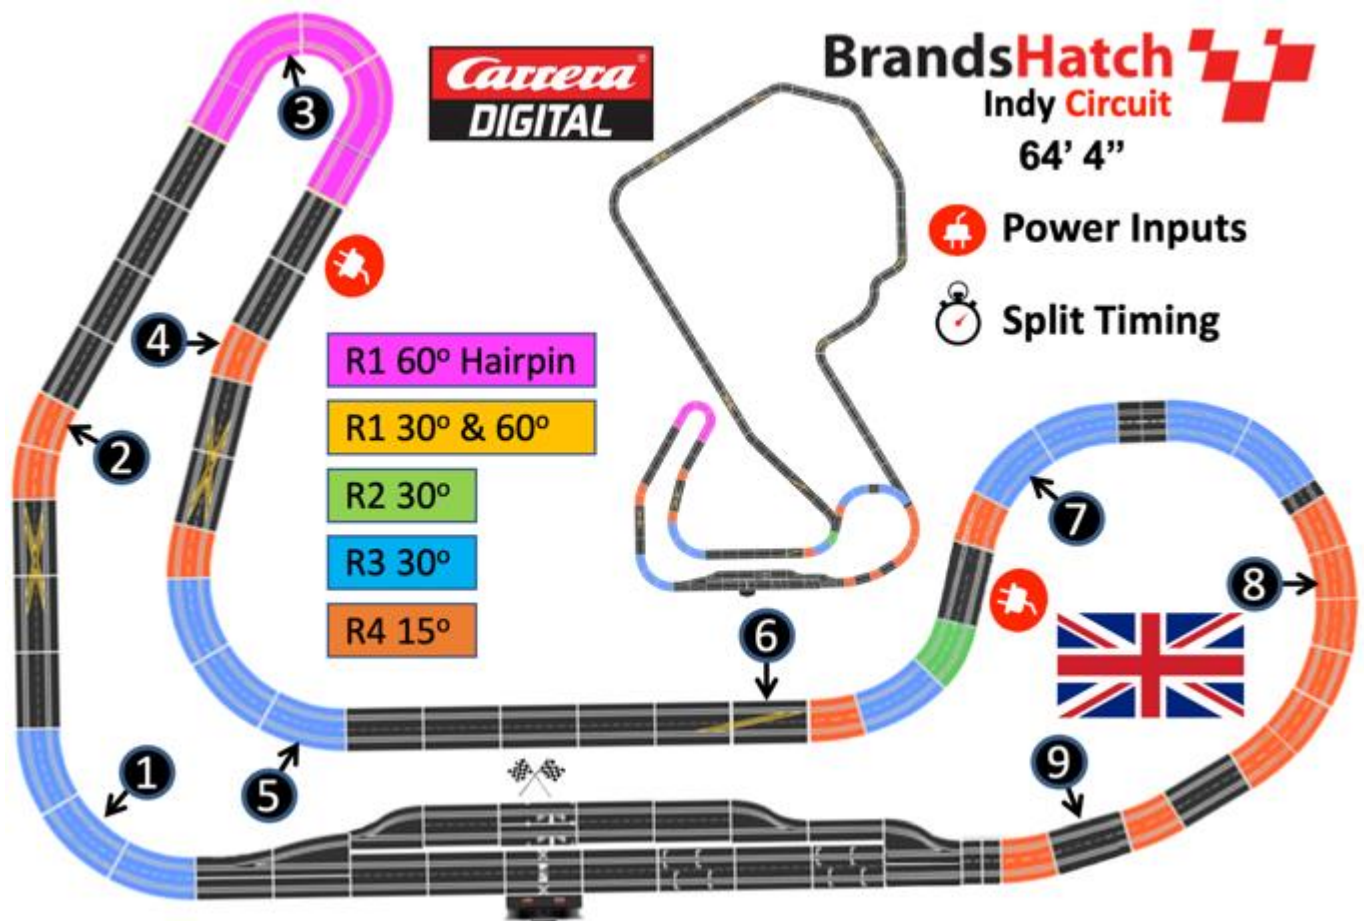 Carrera
DIGITAL
BrandsHatch
Indy Circuit
64’ 4”
Power Inputs
Split Timing
R1 60º Hairpin
R1 30º & 60º
R2 30º
R3 30º
R4 15º
3
4
2
7
8
6
1
5
9